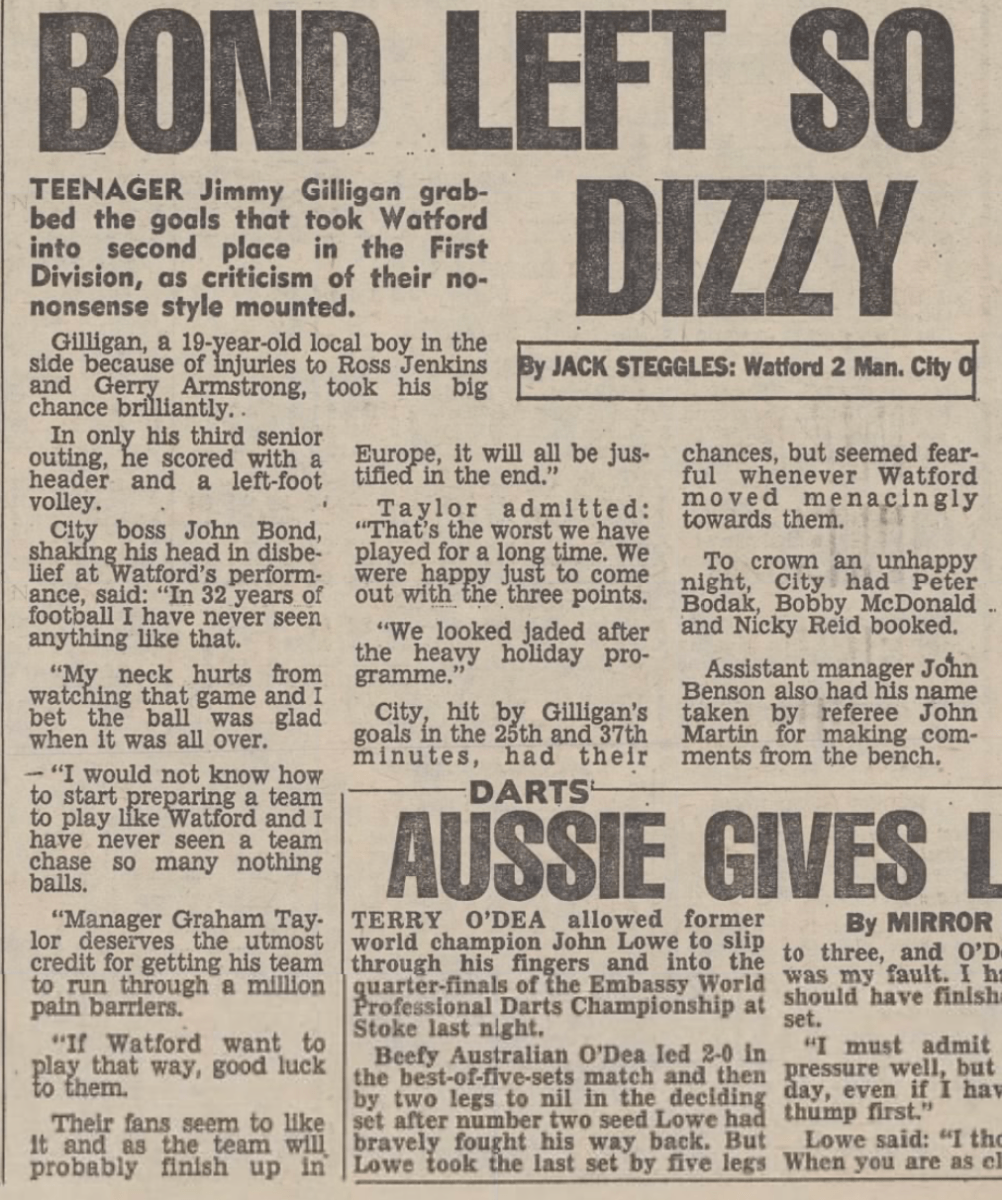 BOND LEFT SO
DIZZY
TEENAGER Jimmy Gilligan grab-
bed the goals that took Watford
into second place in the First
Division, as criticism of their no-
nonsense style mounted.
By JACK STEGGLES: Watford 2 Man. City 0
Gilligan, a 19-year-old local boy in the
side because of injuries to Ross Jenkins
and Gerry Armstrong, took his big
chance brilliantly.
In only his third senior
outing, he scored with a
header and a left-foot
volley.
City boss John Bond,
shaking his head in disbe-
lief at Watford's perform-
ance, said: "In 32 years of
football I have never seen
anything like that.
"My neck hurts from
watching that game and I
bet the ball was glad
when it was all over.
"I would not know how
to start preparing a team
to play like Watford and I
have never seen a team
chase so many nothing
balls.
"Manager Graham Tay-
lor deserves the utmost
credit for getting his team
to run through a million
pain barriers.
"If Watford want to
play that way, good luck
to them.
Their fans seem to like
it and as the team will
probably finish up in
Europe, it will all be jus-
tified in the end."
Taylor admitted:
"That's the worst we have
played for a long time. We
were happy just to come
out with the three points.
"We looked jaded after
the heavy holiday pro-
gramme."
City, hit by Gilligan's
goals in the 25th and 37th
minutes, had their
chances, but seemed fear-
ful whenever Watford
moved menacingly
towards them.
To crown an unhappy
night, City had Peter
Bodak, Bobby McDonald
and Nicky Reid booked.
Assistant manager John
Benson also had his name
taken by referee John
Martin for making com-
ments from the bench.
DARTS
AUSSIE GIVES L
TERRY O'DEA allowed former
world champion John Lowe to slip
through his fingers and into the
quarter-finals of the Embassy World
Professional Darts Championship at
Stoke last night.
Beefy Australian O'Dea led 2-0 in
the best-of-five-sets match and then
by two legs to nil in the deciding
set after number two seed Lowe had
bravely fought his way back. But
Lowe took the last set by five legs
By MIRROR
to three, and O'D
was my fault. I h
should have finish
set.
"I must admit
pressure well, but
day, even if I hav
thump first."
Lowe said: "I tho
When you are as cl